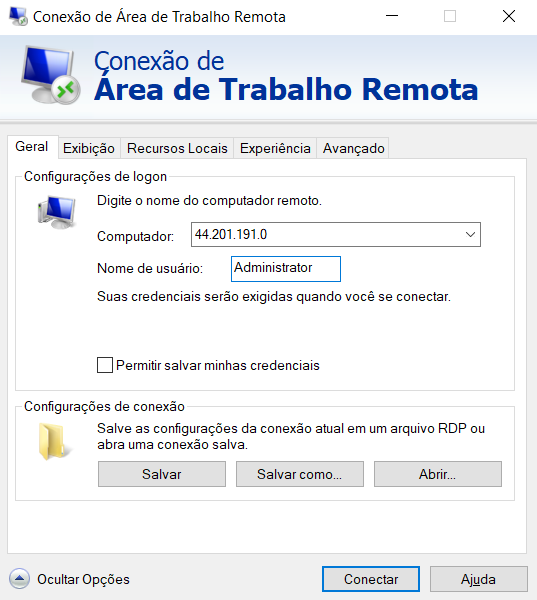 Conexão de Área de Trabalho Remota
Conexão de
Área de Trabalho Remota
Geral Exibição Recursos Locais Experiência Avançado
Configurações de logon
Digite o nome do computador remoto.
Computador: 44.201.191.0
Nome de usuário: Administrator
Suas credenciais serão exigidas quando você se conectar.
Permitir salvar minhas credenciais
Configurações de conexão
Salve as configurações da conexão atual em um arquivo RDP ou
abra uma conexão salva.
Salvar Salvar como... Abrir...
Ocultar Opções Conectar Ajuda